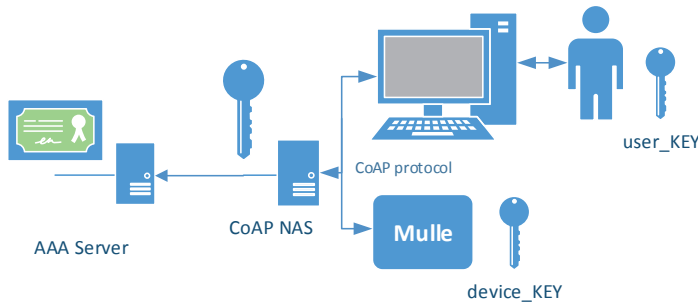 user_KEY
CoAP protocol
CoAP NAS
AAA Server
Mulle
device_KEY